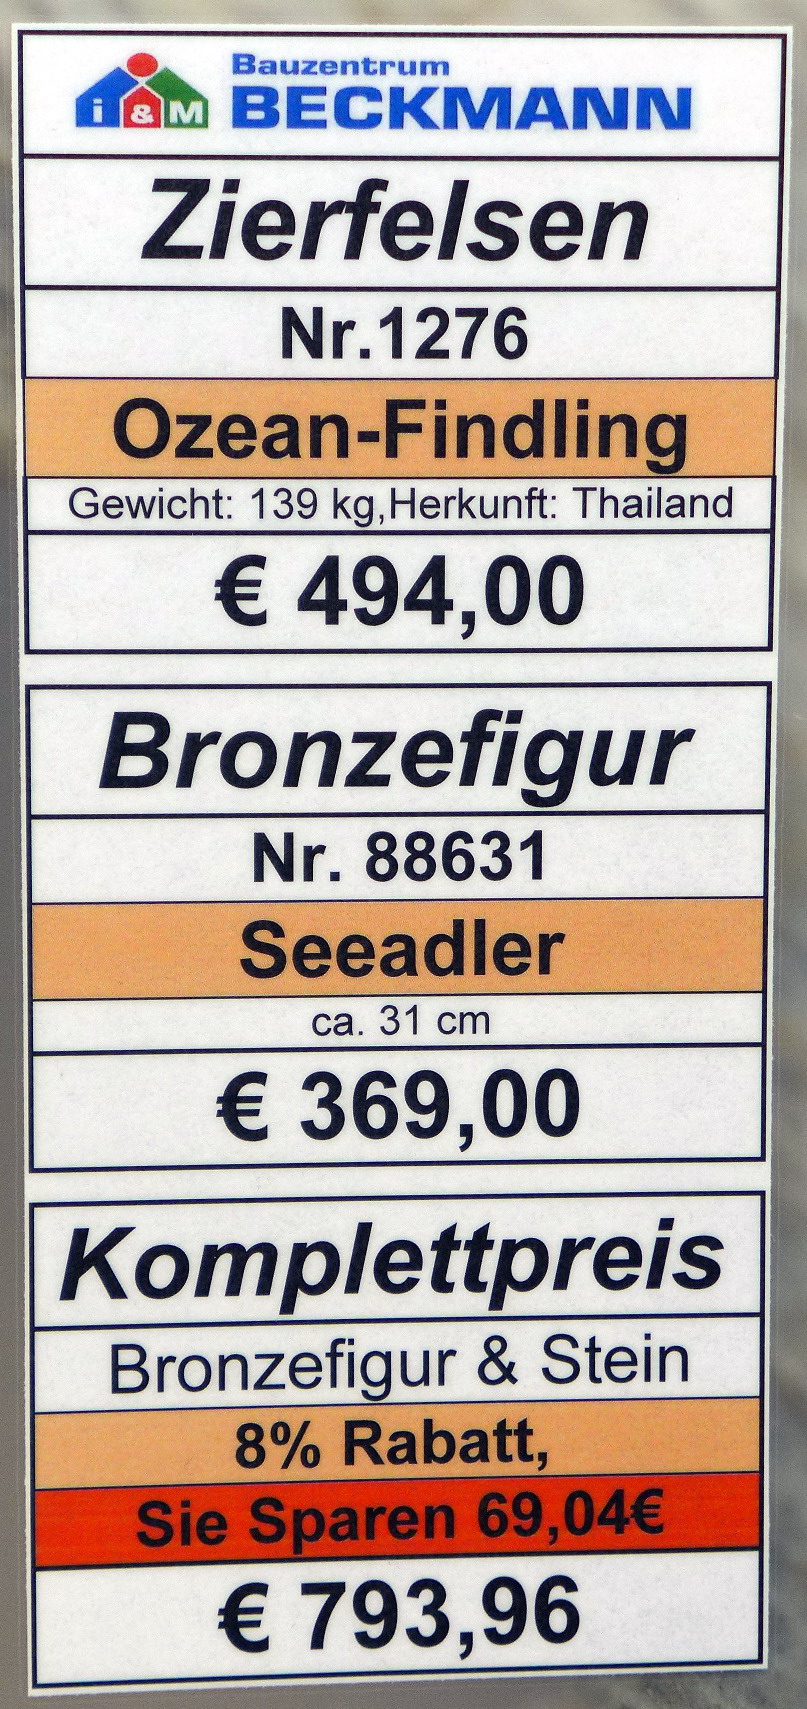 i&M
Bauzentrum
BECKMANN
Zierfelsen
Nr.1276
Ozean-Findling
Gewicht: 139 kg,Herkunft: Thailand
€ 494,00
Bronzefigur
Nr. 88631
Seeadler
ca. 31 cm
€ 369,00
Komplettpreis
Bronzefigur & Stein
8% Rabatt,
Sie Sparen 69,04€
€ 793,96